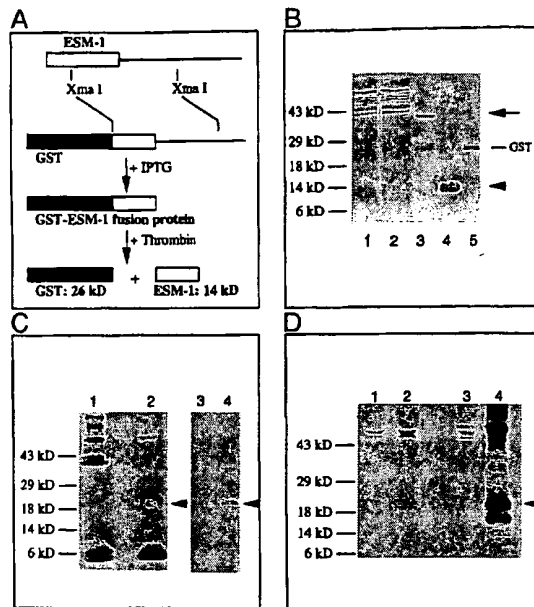 A
ESM-1
Xma I Xma I
GST
+ IPTG
GST-ESM-1 fusion protein
+ Thrombin
+
GST: 26 kD ESM-1: 14 kD
B
43 kD
29 kD
18 kD
14 kD
6 kD
GST
1 2 3 4 5
C
1 2 3 4
43 kD
29 kD
18 kD
14 kD
6 kD
D
1 2 3 4
43 kD
29 kD
18 kD
14 kD
6 kD